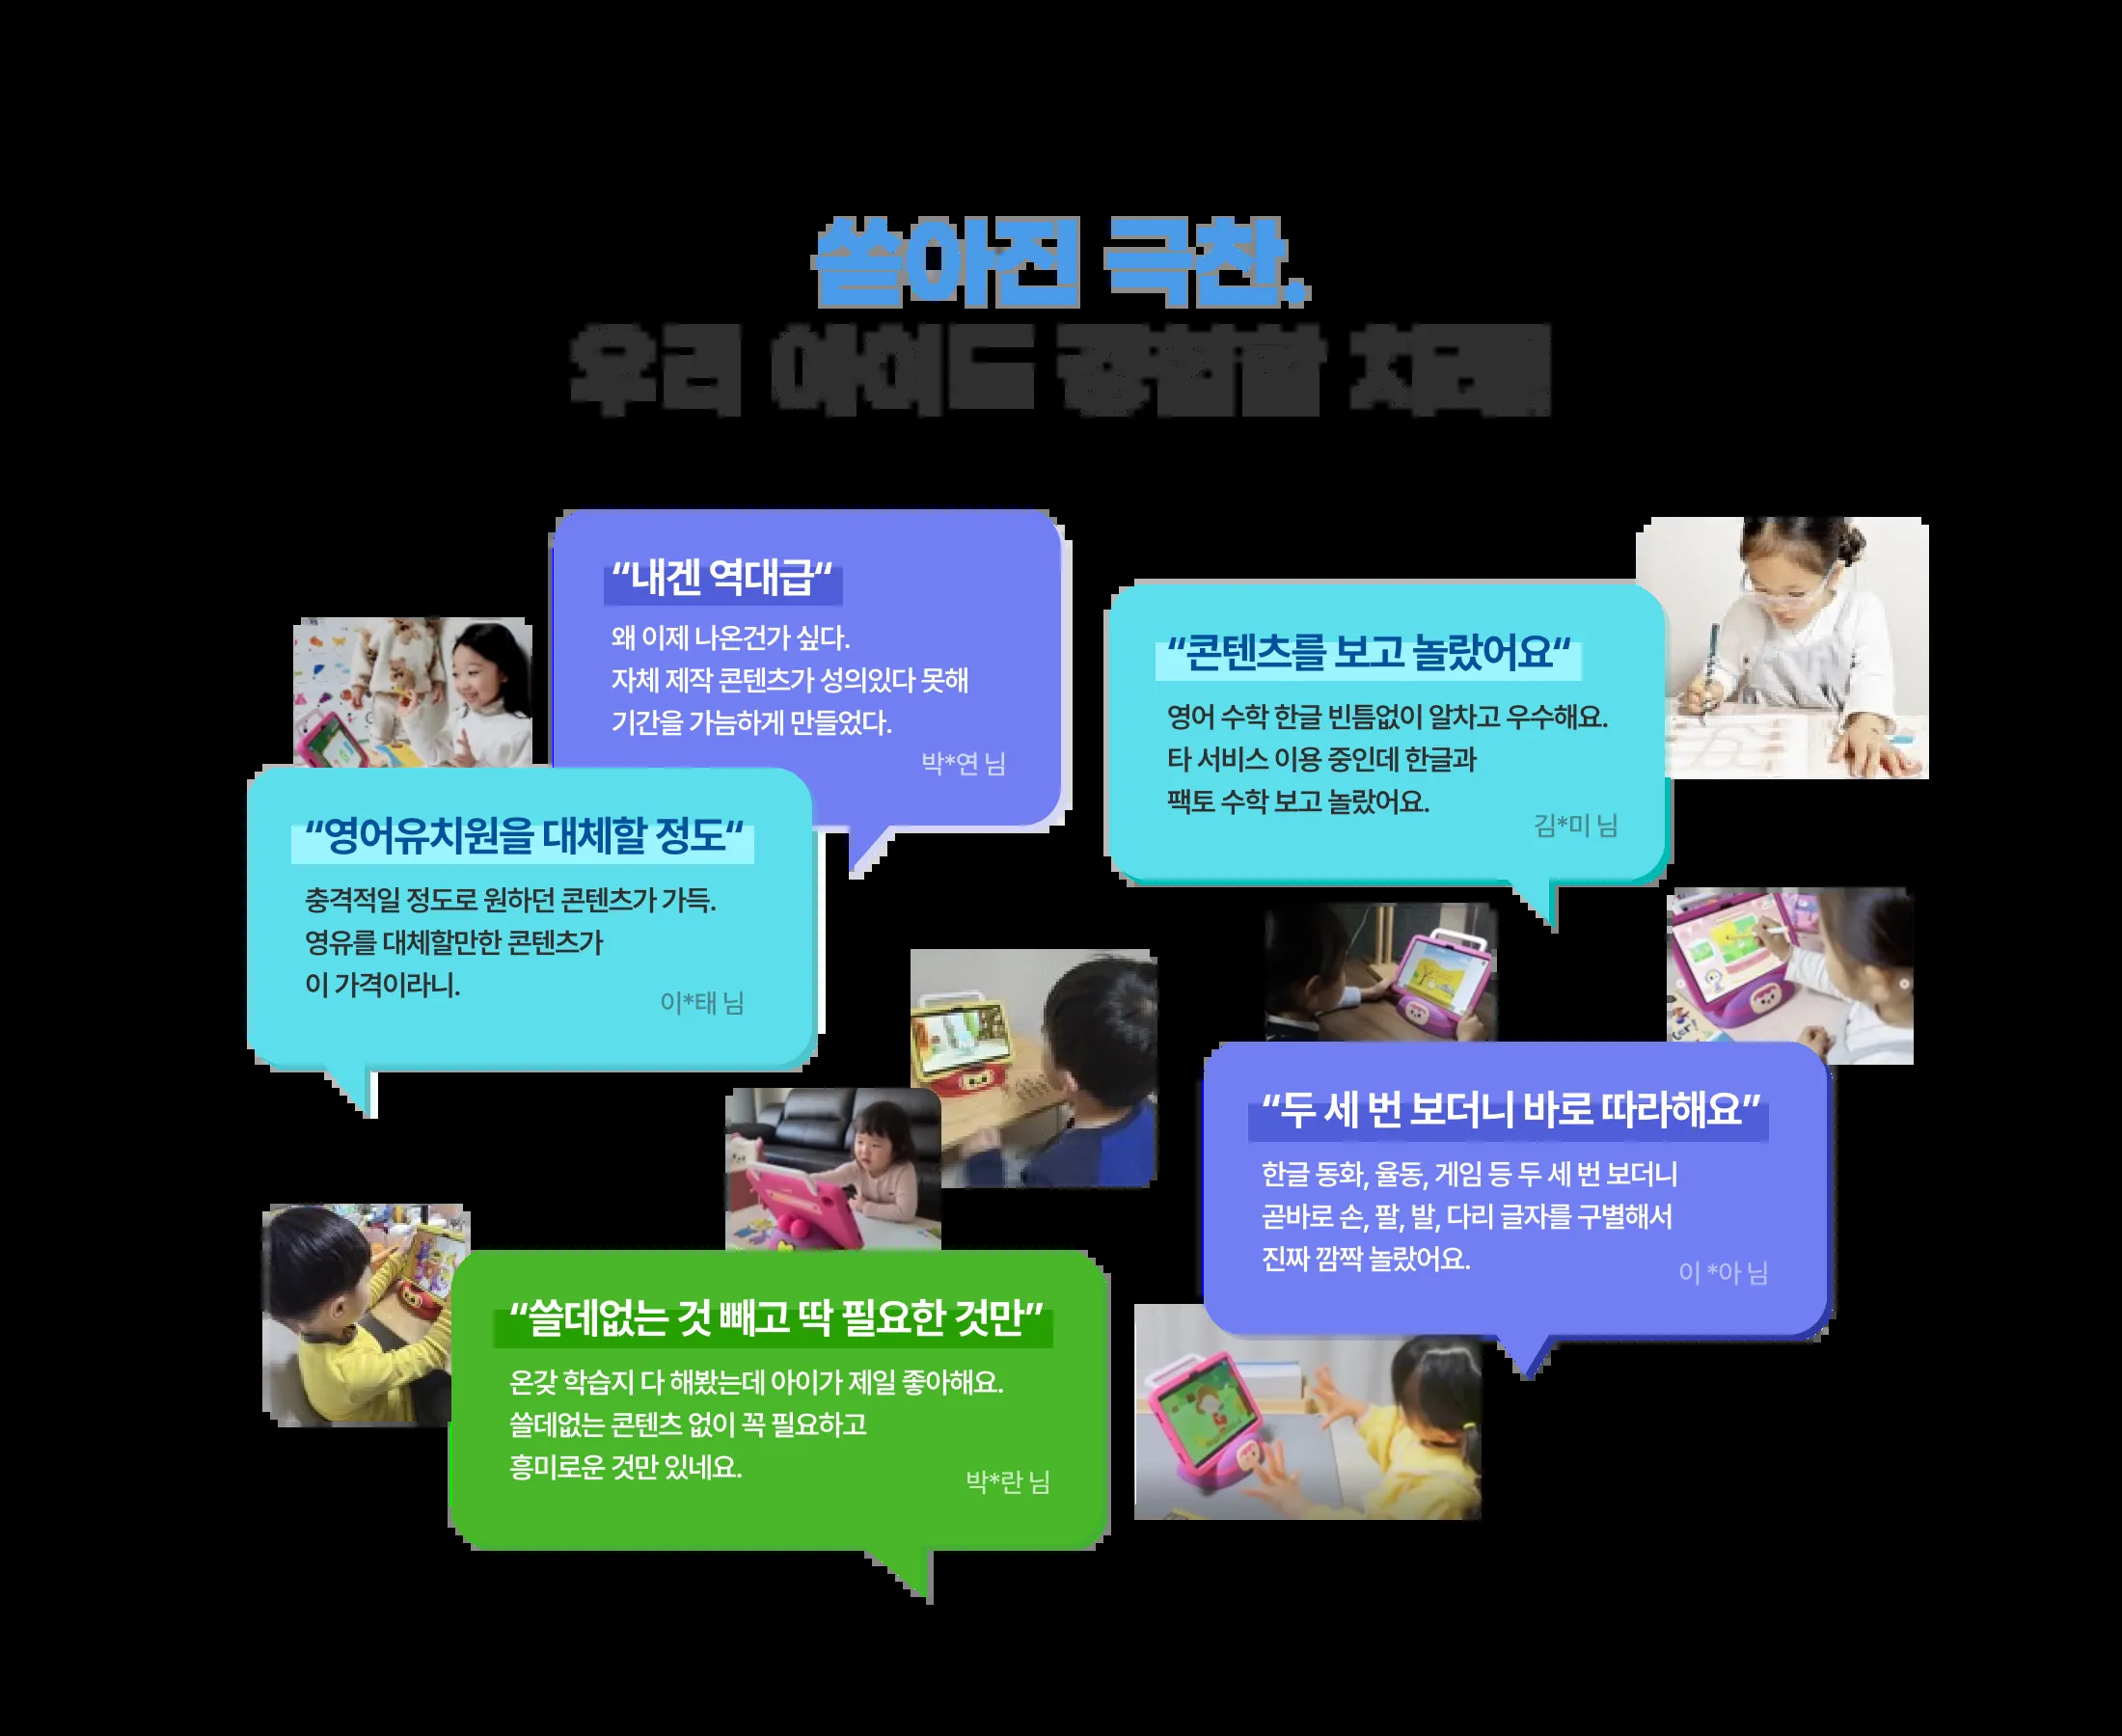 쏟아진 극찬.
우리 아이도 경험할 차례!
“내겐 역대급“
왜 이제 나온건가 싶다.
자체 제작 콘텐츠가 성의있다 못해
기간을 가늠하게 만들었다.
박*연 님
“콘텐츠를 보고 놀랐어요“
영어 수학 한글 빈틈없이 알차고 우수해요.
타 서비스 이용 중인데 한글과
팩토 수학 보고 놀랐어요.
김*미 님
“영어유치원을 대체할 정도“
충격적일 정도로 원하던 콘텐츠가 가득.
영유를 대체할만한 콘텐츠가
이 가격이라니.
이*태 님
“두 세 번 보더니 바로 따라해요”
한글 동화, 율동, 게임 등 두 세 번 보더니
곧바로 손, 팔, 발, 다리 글자를 구별해서
진짜 깜짝 놀랐어요.
이 *아 님
“쓸데없는 것 빼고 딱 필요한 것만”
온갖 학습지 다 해봤는데 아이가 제일 좋아해요.
쓸데없는 콘텐츠 없이 꼭 필요하고
흥미로운 것만 있네요.
박*란 님